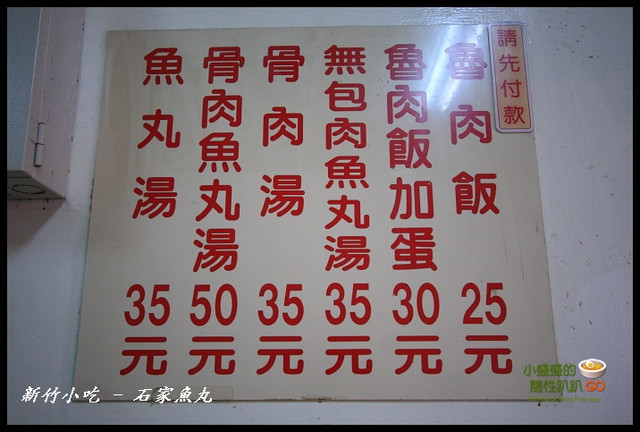 請先付款
魯肉飯 25元
魯肉飯加蛋 30元
無包肉魚丸湯 35元
骨肉湯 35元
骨肉魚丸湯 50元
魚丸湯 35元
新竹小吃 - 石家魚丸
小盛盛的
隨性趴趴GO